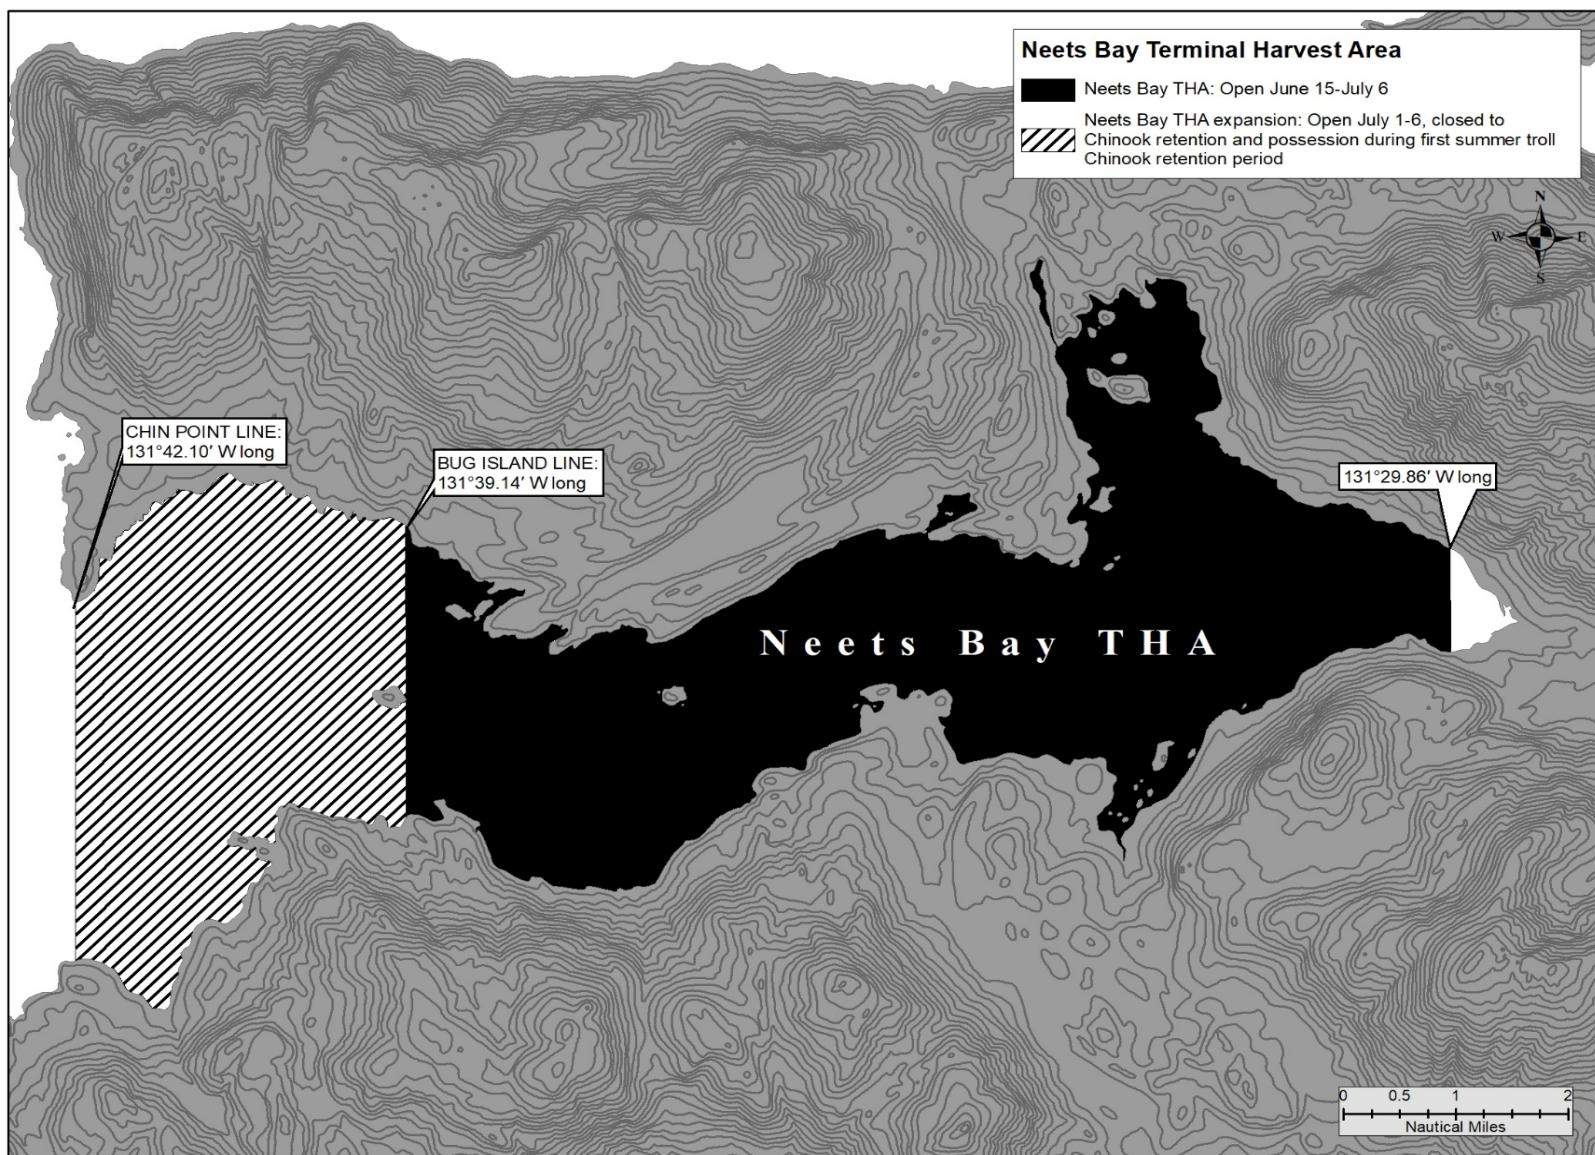 Neets Bay Terminal Harvest Area
Neets Bay THA: Open June 15-July 6
Neets Bay THA expansion: Open July 1-6, closed to
Chinook retention and possession during first summer troll
Chinook retention period
N
W E
S
CHIN POINT LINE:
131°42.10′ W long
BUG ISLAND LINE:
131°39.14′ W long
131°29.86′ W long
Neets Bay THA
0 0.5 1 2
Nautical Miles